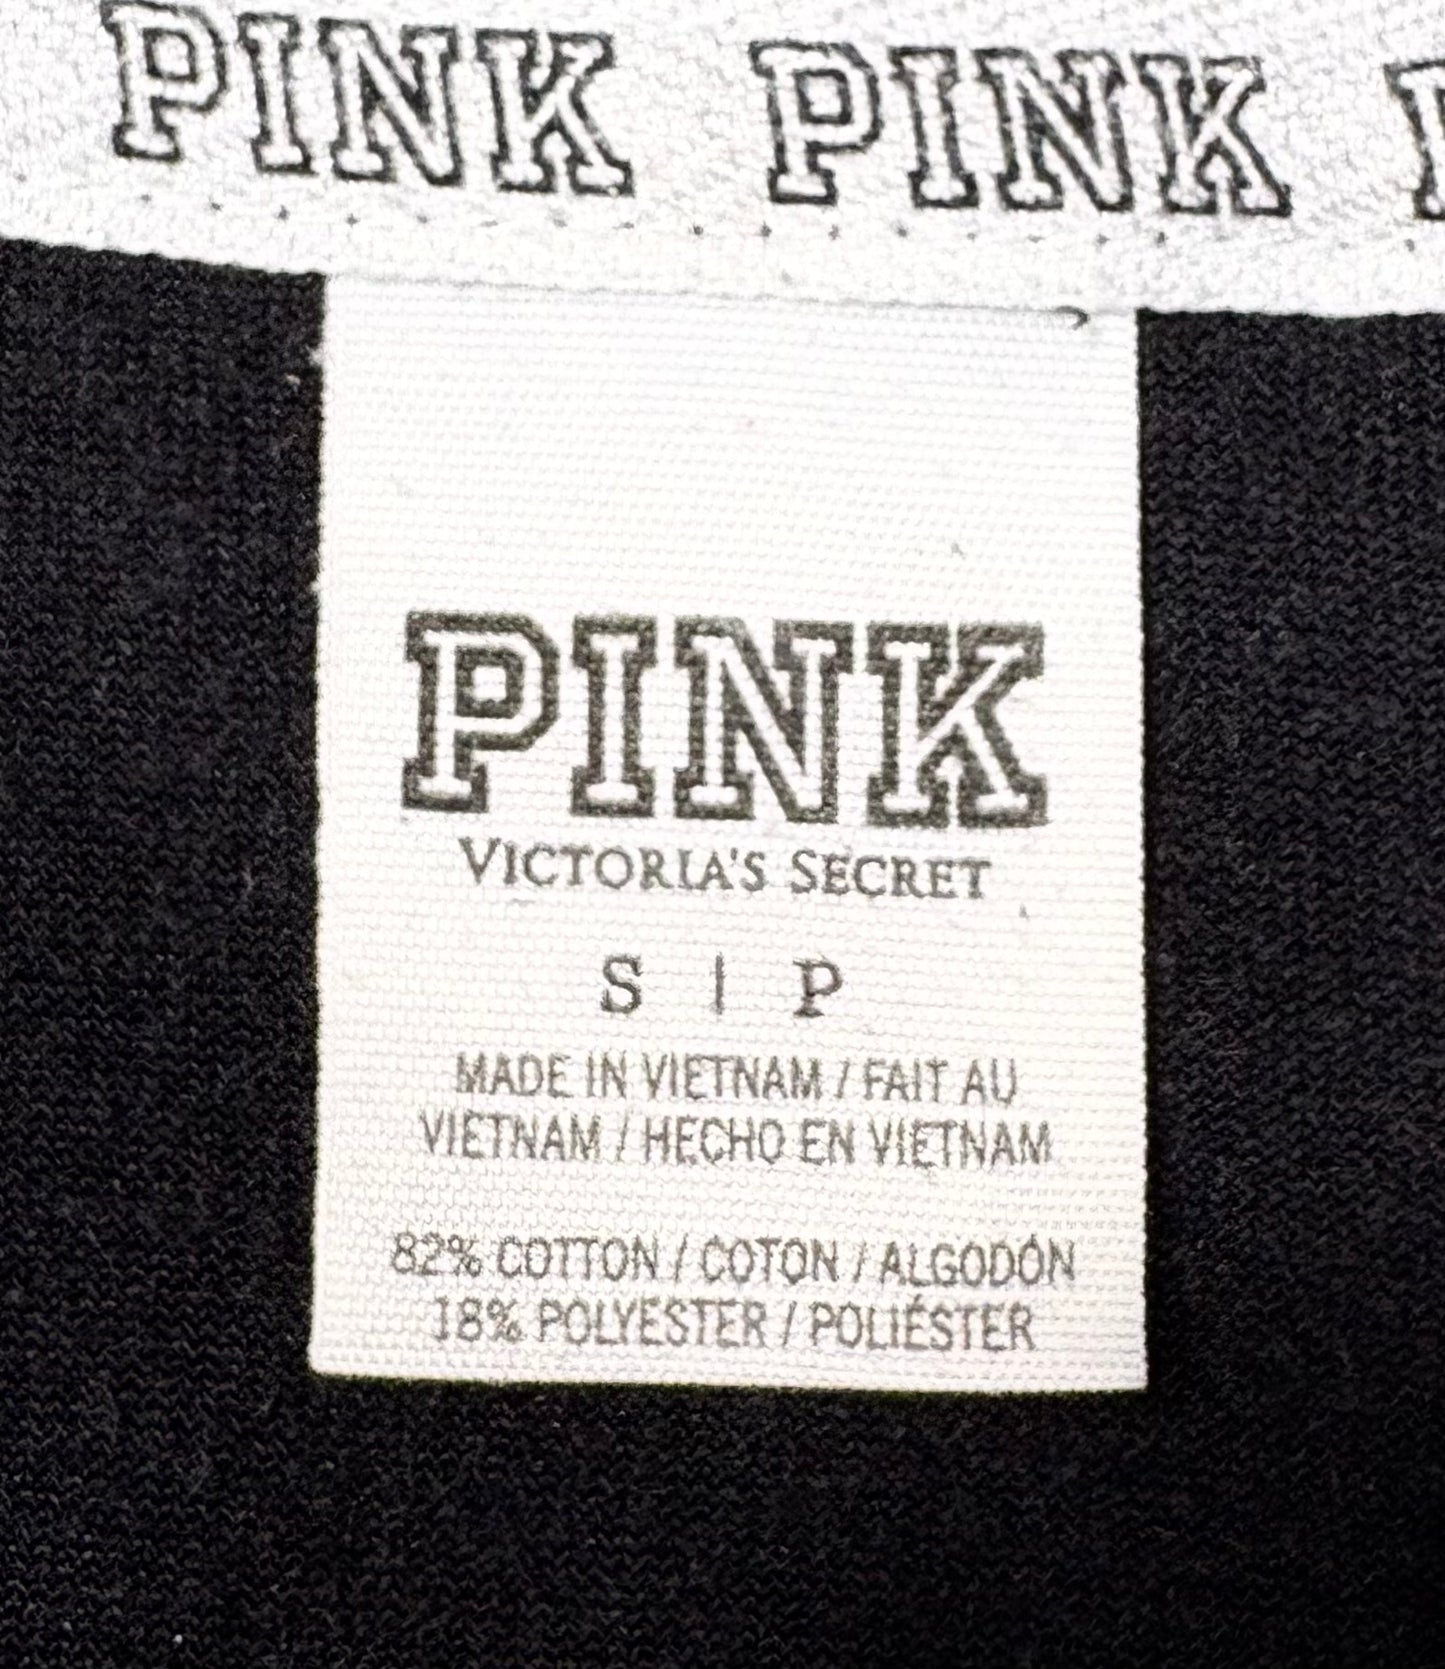 PINK PINK
PINK
VICTORIA'S SECRET
S | P
MADE IN VIETNAM / FAIT AU
VIETNAM / HECHO EN VIETNAM
82% COTTON / COTON / ALGODÓN
18% POLYESTER / POLIÉSTER